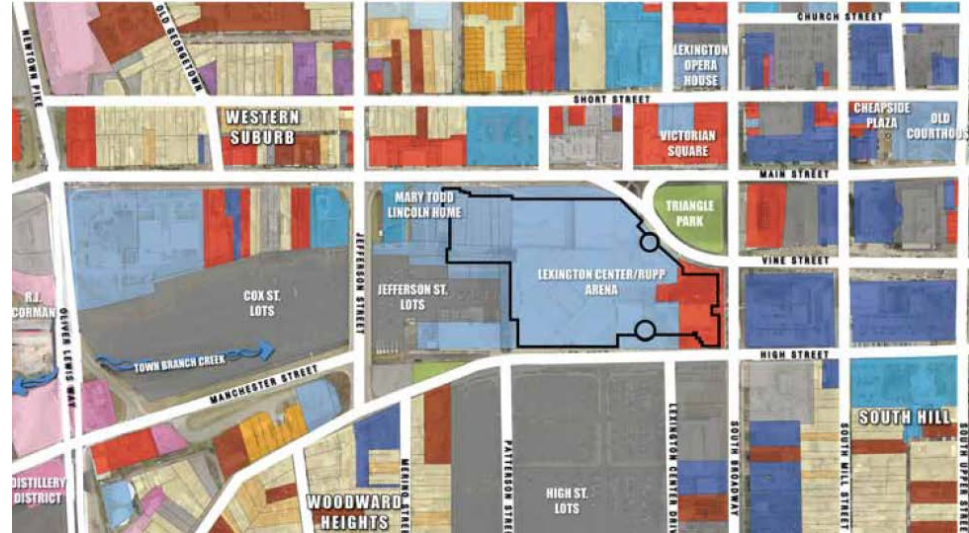 CHURCH STREET
NEWTOWN PIKE
OLD GEORGETOWN
LEXINGTON
OPERA
HOUSE
SHORT STREET
WESTERN
SUBURB
CHEAPSIDE
PLAZA
OLD
COURTHOUS
VICTORIAN
SQUARE
MAIN STREET
MARY TODD
LINCOLN HOME
TRIANGLE
PARK
JEFFERSON STREET
VINE STREET
LEXINGTON CENTER/RUPP
ARENA
R.J.
CORMAN
COX ST.
LOTS
JEFFERSON ST.
LOTS
OLIVER LEWIS WAY
TOWN BRANCH CREEK
HIGH STREET
MANCHESTER STREET
SOUTH HILL
DISTILLERY
DISTRICT
WOODWARD
HEIGHTS
PATTERSON STREE
HIGH ST.
LOTS
LEXINGTON CENTER DRIV
SOUTH BROADWAY
SOUTH MILL STREET
SOUTH UPPER STREE